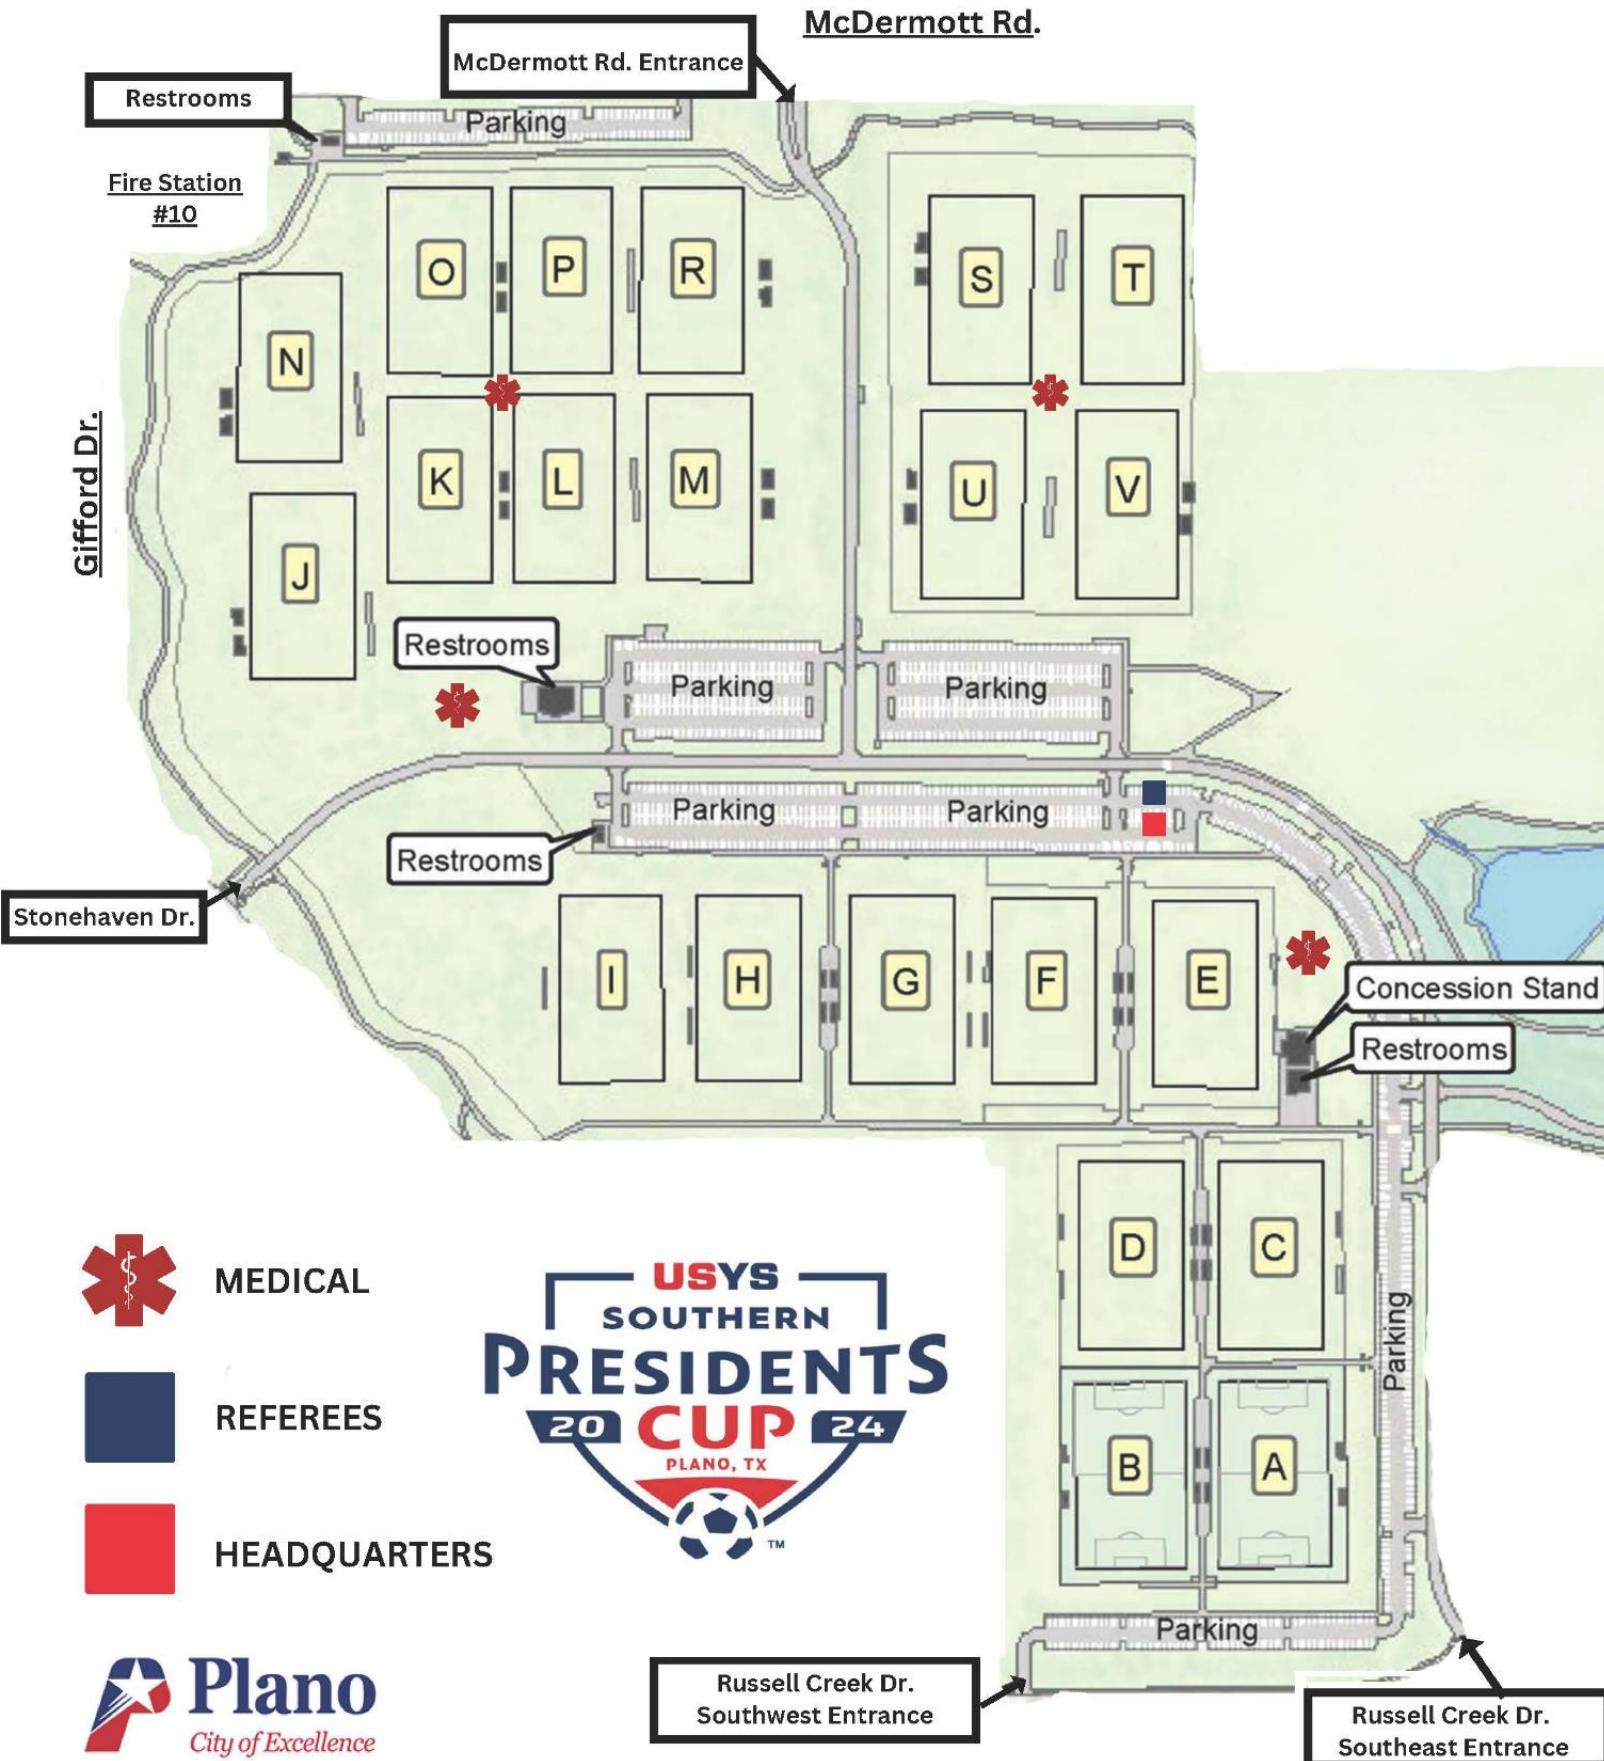 McDermott Rd.
McDermott Rd. Entrance
Restrooms
Parking
Fire Station
#10
O
P
R
S
T
N
Gifford Dr.
K
L
M
U
V
J
Restrooms
Parking
Parking
Parking
Parking
Restrooms
Stonehaven Dr.
I
H
G
F
E
Concession Stand
Restrooms
D
C
Parking
B
A
Parking
MEDICAL
REFEREES
HEADQUARTERS
USYS
SOUTHERN
PRESIDENTS
20 CUP 24
PLANO, TX
TM
Plano
City of Excellence
Russell Creek Dr.
Southwest Entrance
Russell Creek Dr.
Southeast Entrance